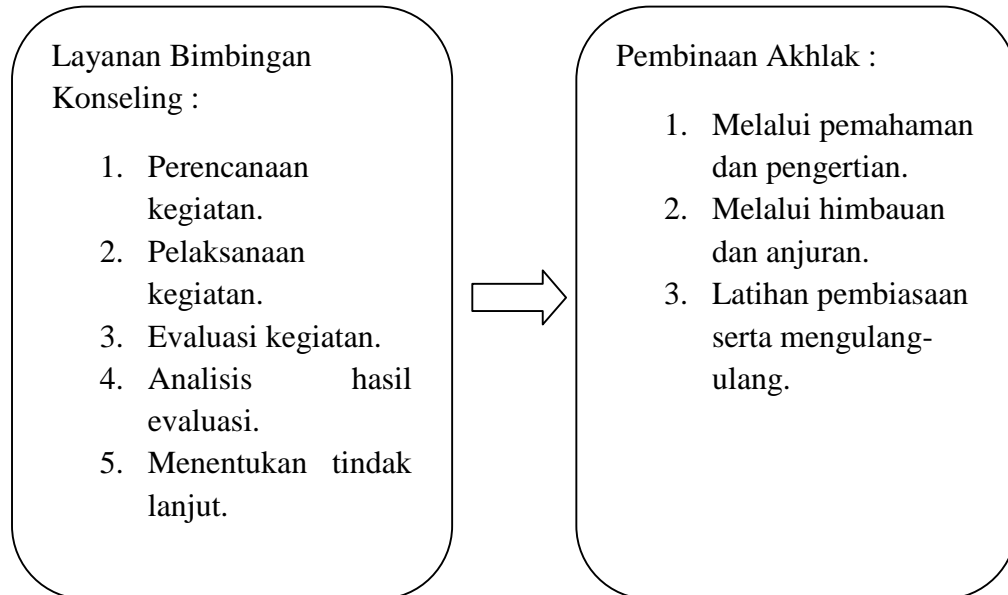 Layanan Bimbingan
Konseling :
1. Perencanaan
kegiatan.
2. Pelaksanaan
kegiatan.
3. Evaluasi kegiatan.
4. Analisis hasil
evaluasi.
5. Menentukan tindak
lanjut.
Pembinaan Akhlak :
1. Melalui pemahaman
dan pengertian.
2. Melalui himbauan
dan anjuran.
3. Latihan pembiasaan
serta mengulang-
ulang.